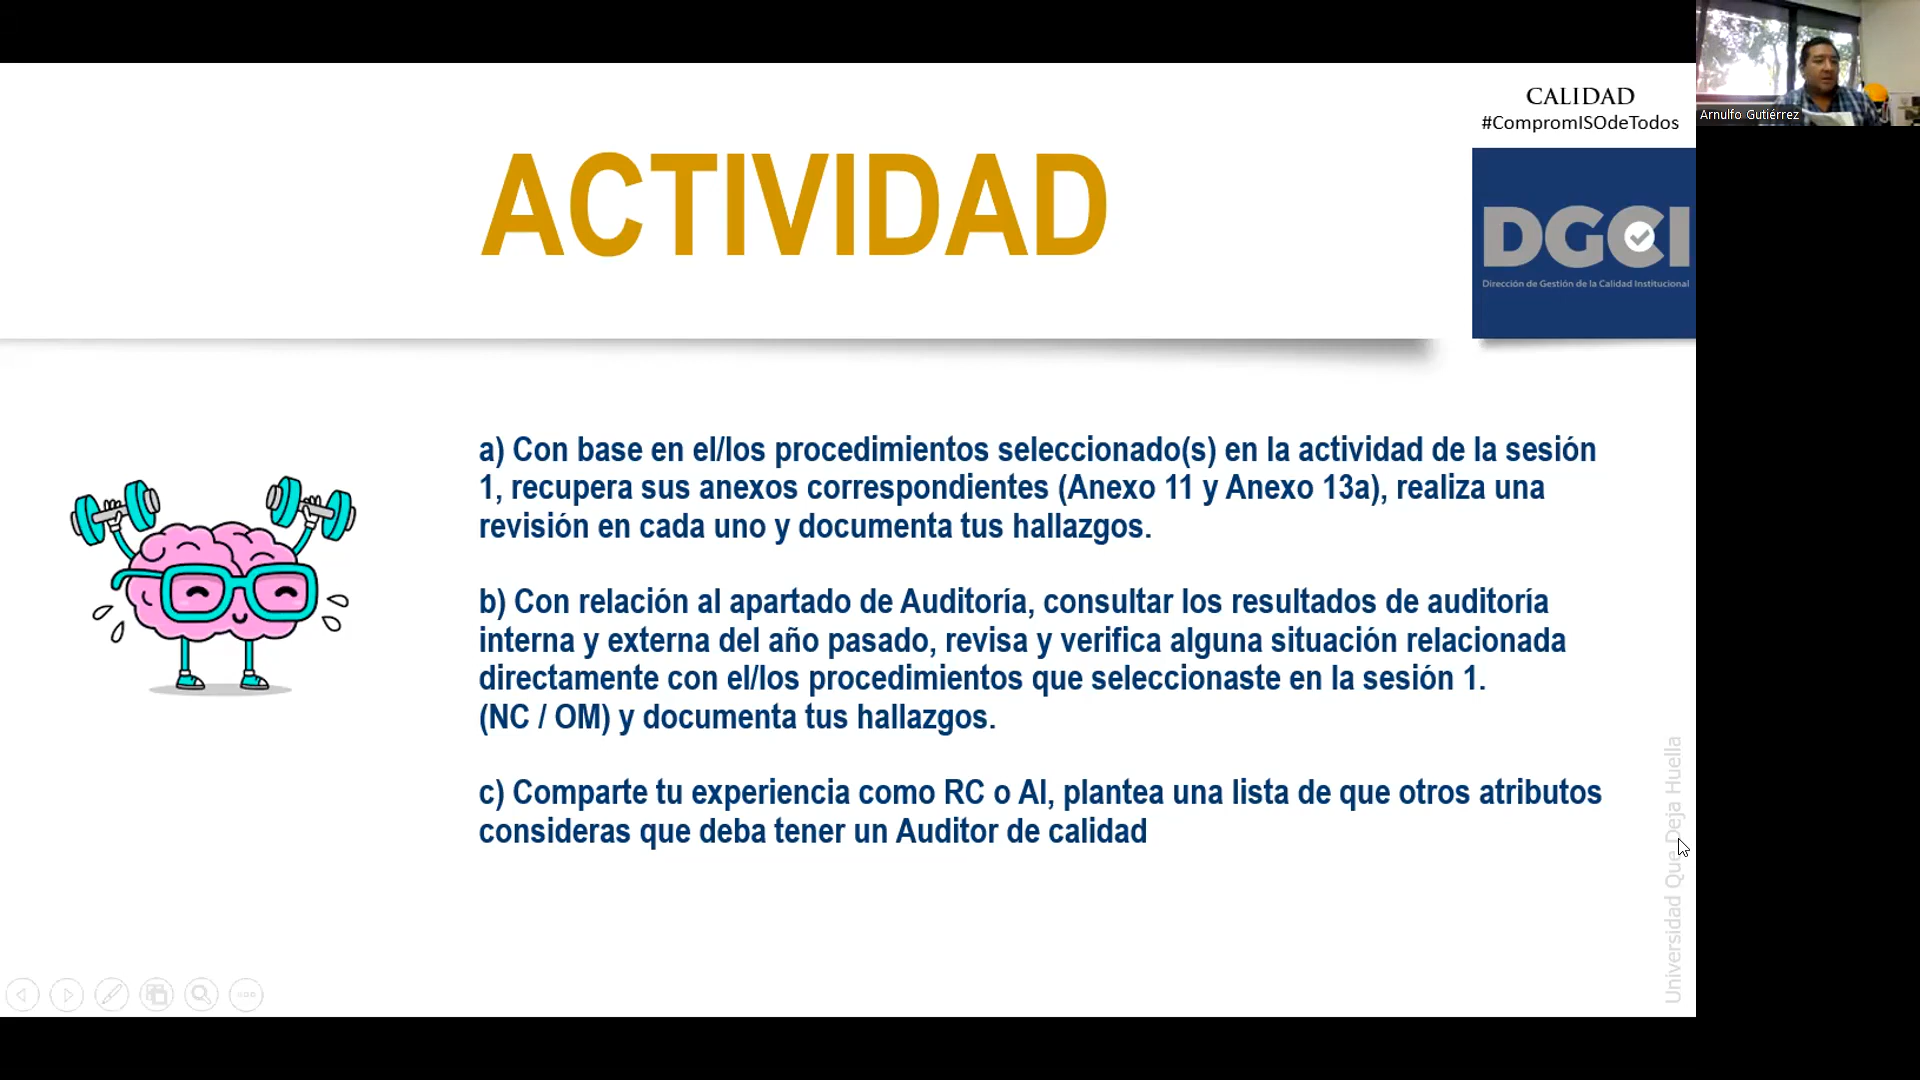 CALIDAD
#CompromISOdeTodos
Arnulfo Gutiérrez
ACTIVIDAD
DGCI
Dirección de Gestión de la Calidad Institucional
a) Con base en el/los procedimientos seleccionado(s) en la actividad de la sesión
1, recupera sus anexos correspondientes (Anexo 11 y Anexo 13a), realiza una
revisión en cada uno y documenta tus hallazgos.
b) Con relación al apartado de Auditoría, consultar los resultados de auditoría
interna y externa del año pasado, revisa y verifica alguna situación relacionada
directamente con el/los procedimientos que seleccionaste en la sesión 1.
(NC / OM) y documenta tus hallazgos.
c) Comparte tu experiencia como RC o AI, plantea una lista de que otros atributos
consideras que deba tener un Auditor de calidad
Universidad Que Deja Huella